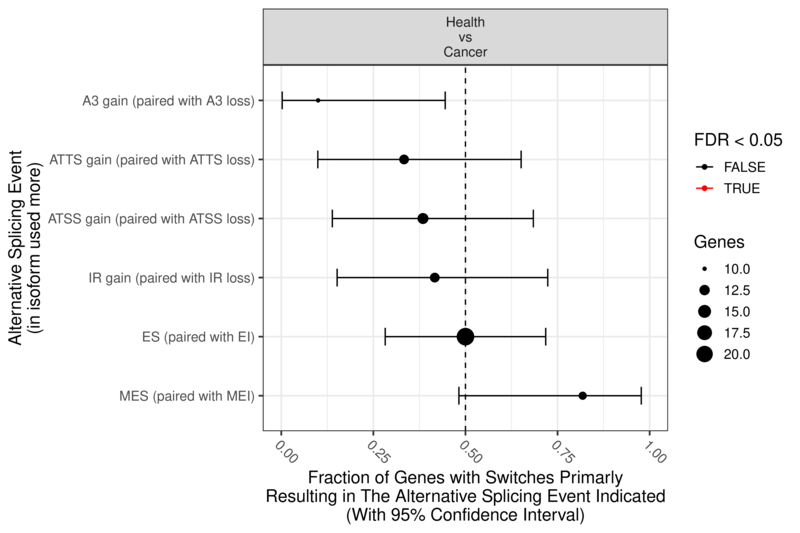 Health
vs
Cancer
Alternative Splicing Event
(in isoform used more)
A3 gain (paired with A3 loss)
ATTS gain (paired with ATTS loss)
ATSS gain (paired with ATSS loss)
IR gain (paired with IR loss)
ES (paired with EI)
MES (paired with MEI)
0.00
0.25
0.50
0.75
1.00
Fraction of Genes with Switches Primarly
Resulting in The Alternative Splicing Event Indicated
(With 95% Confidence Interval)
FDR < 0.05
FALSE
TRUE
Genes
10.0
12.5
15.0
17.5
20.0